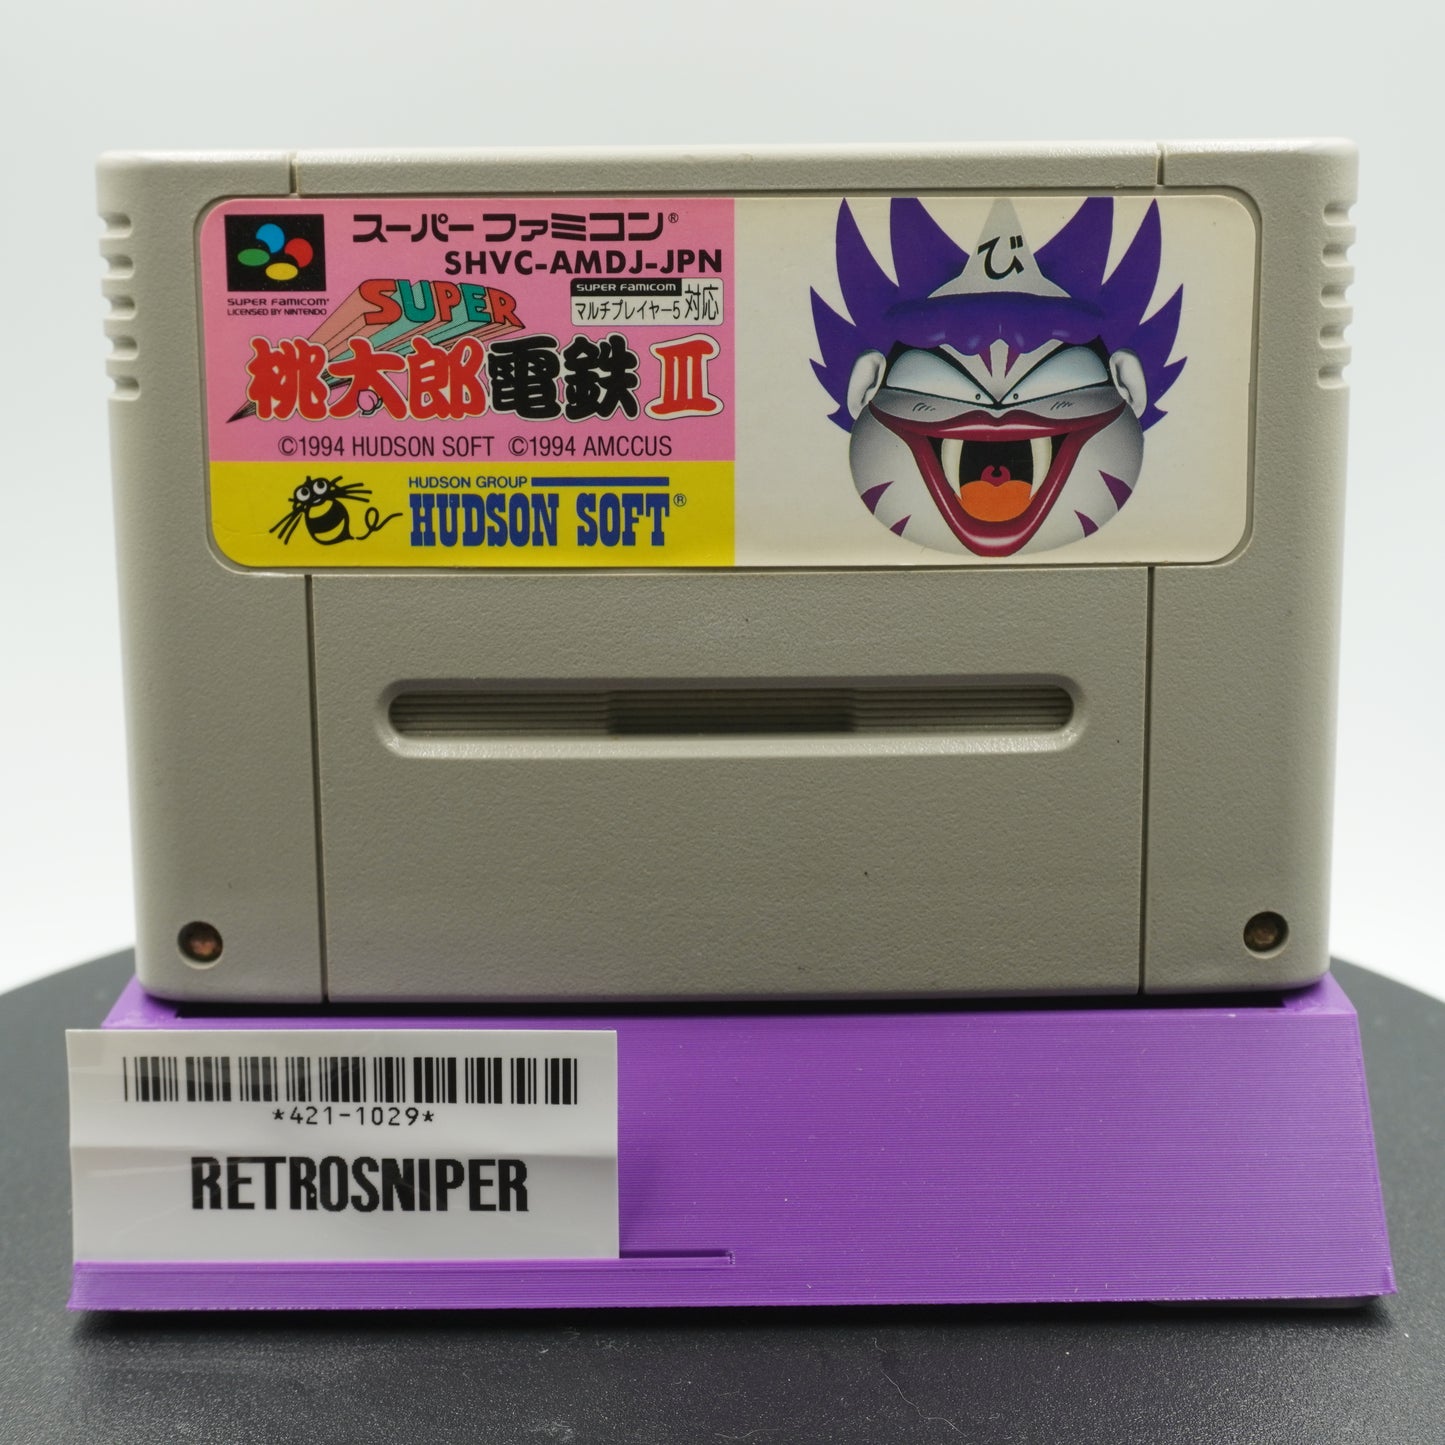 スーパーファミコン®
SHVC-AMDJ-JPN
SUPER FAMICOM
LICENSED BY NINTENDO
SUPER FAMICOM
マルチプレイヤー5 対応
SUPER
桃太郎電鉄 III
©1994 HUDSON SOFT ©1994 AMCCUS
HUDSON GROUP
HUDSON SOFT®
び
*421-1029*
RETROSNIPER